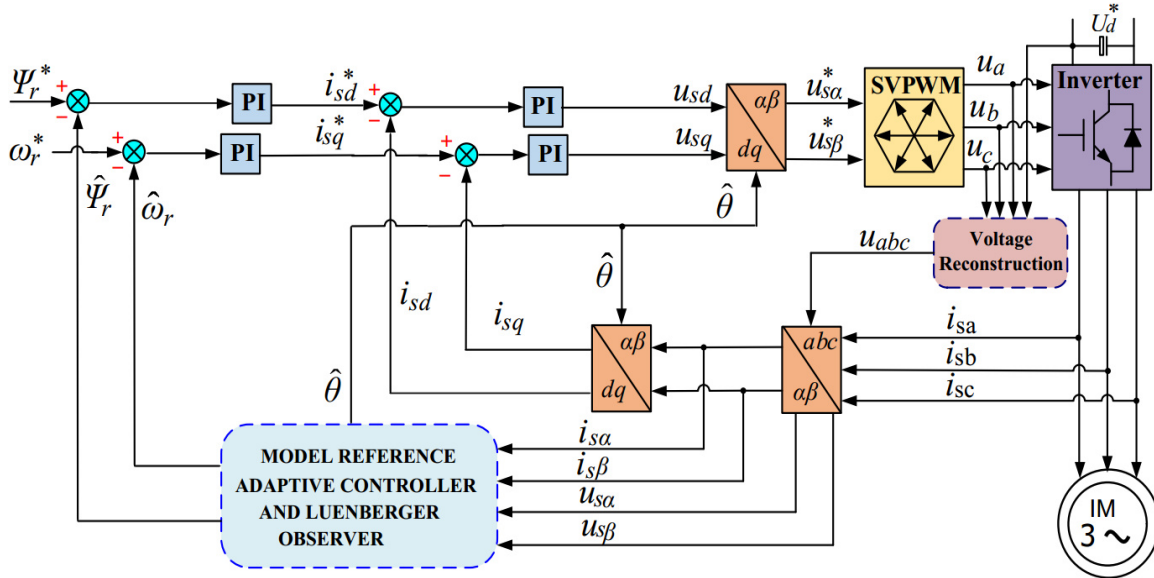 U_d^*
Ψ_r^* + − PI i_sd^* + − PI u_sd αβ u_sα^* SVPWM u_a Inverter
ω_r^* + − PI i_sq^* + − PI u_sq dq u_sβ^* u_b
u_c
Ψ̂_r ω̂_r θ̂
u_abc Voltage
Reconstruction
θ̂
i_sd i_sq αβ abc i_sa
i_sb
θ̂ dq αβ i_sc
i_sα
MODEL REFERENCE
i_sβ
ADAPTIVE CONTROLLER
u_sα
AND LUENBERGER
u_sβ
OBSERVER
IM
3 ~